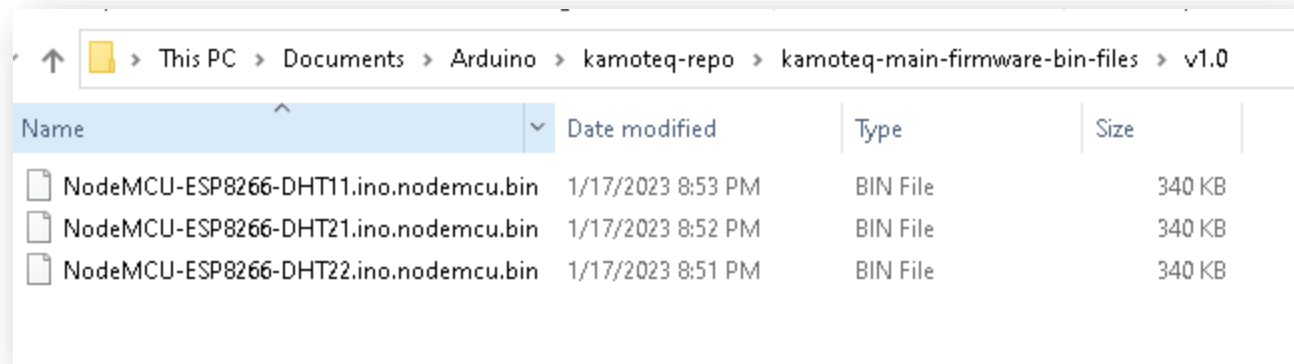 This PC > Documents > Arduino > kamoteq-repo > kamoteq-main-firmware-bin-files > v1.0
Name Date modified Type Size
NodeMCU-ESP8266-DHT11.ino.nodemcu.bin 1/17/2023 8:53 PM BIN File 340 KB
NodeMCU-ESP8266-DHT21.ino.nodemcu.bin 1/17/2023 8:52 PM BIN File 340 KB
NodeMCU-ESP8266-DHT22.ino.nodemcu.bin 1/17/2023 8:51 PM BIN File 340 KB